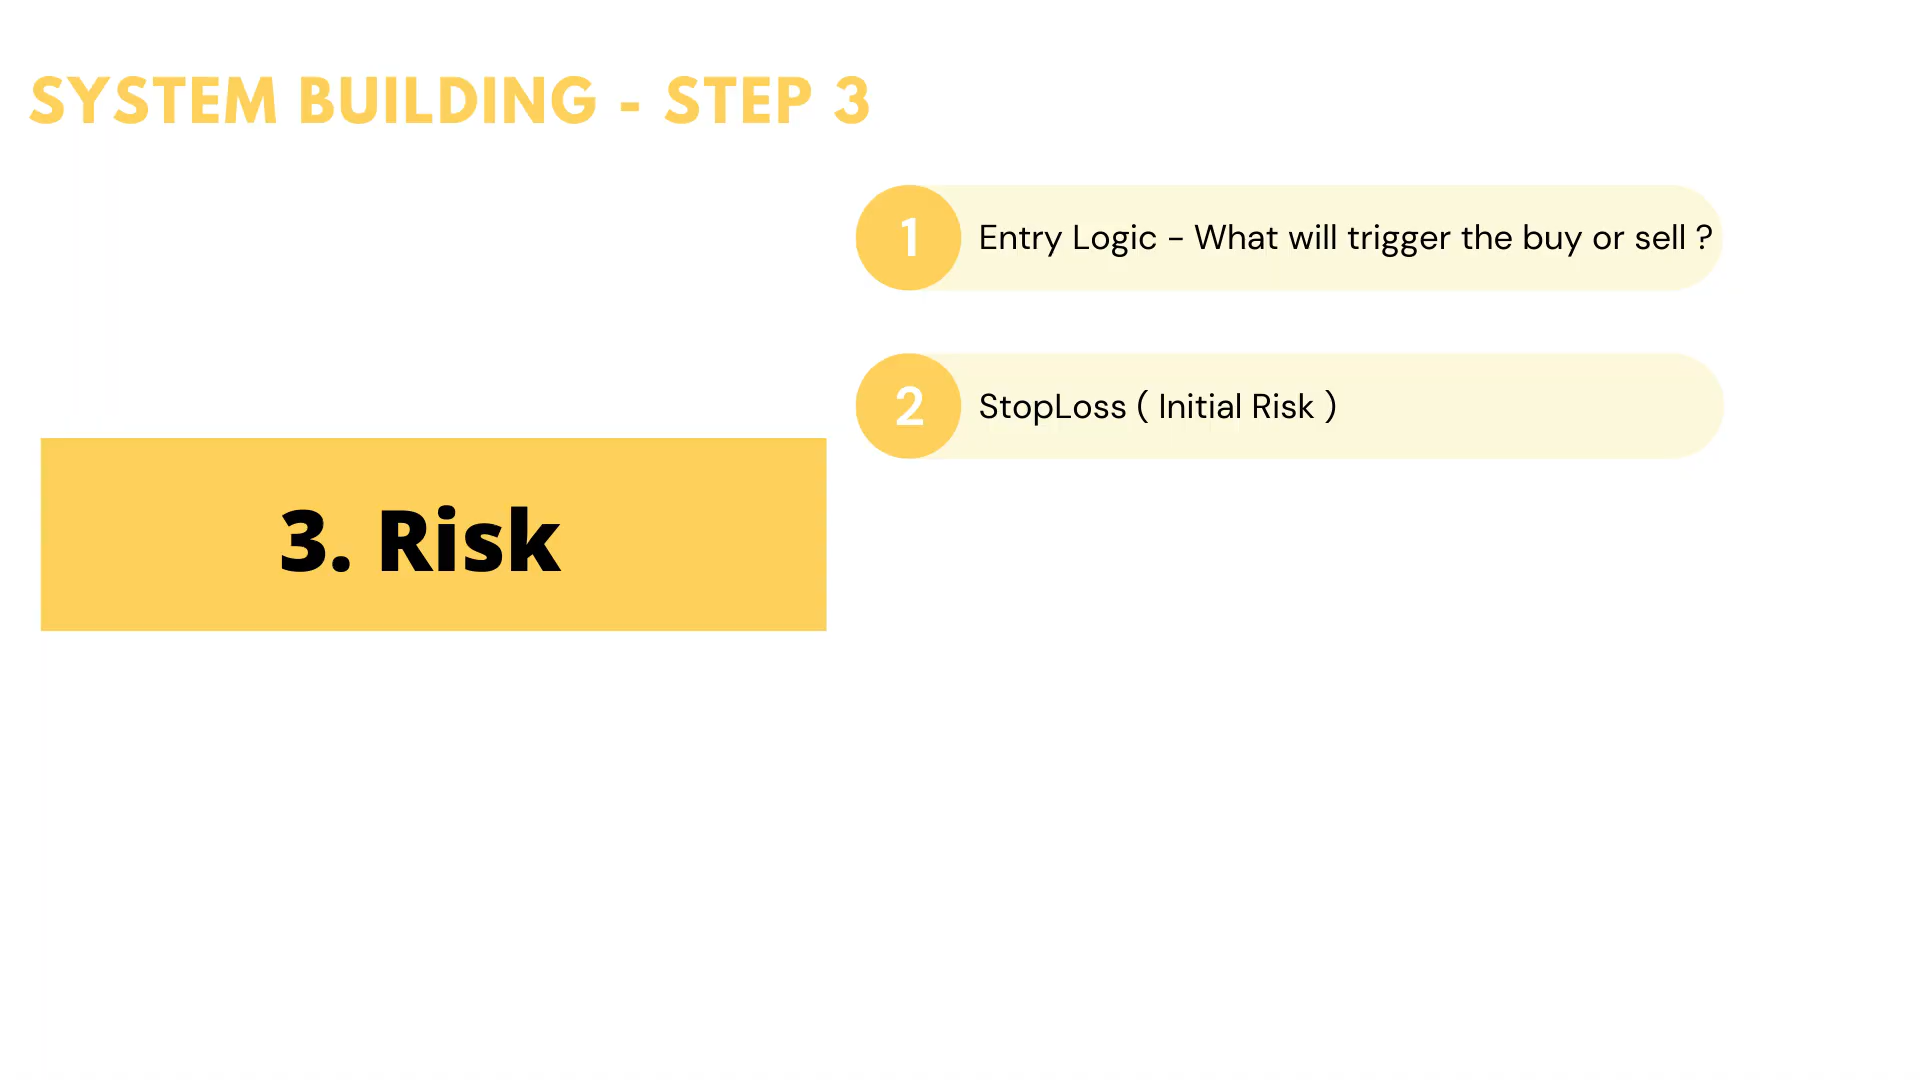 SYSTEM BUILDING - STEP 3
1 Entry Logic - What will trigger the buy or sell ?
2 StopLoss ( Initial Risk )
3. Risk